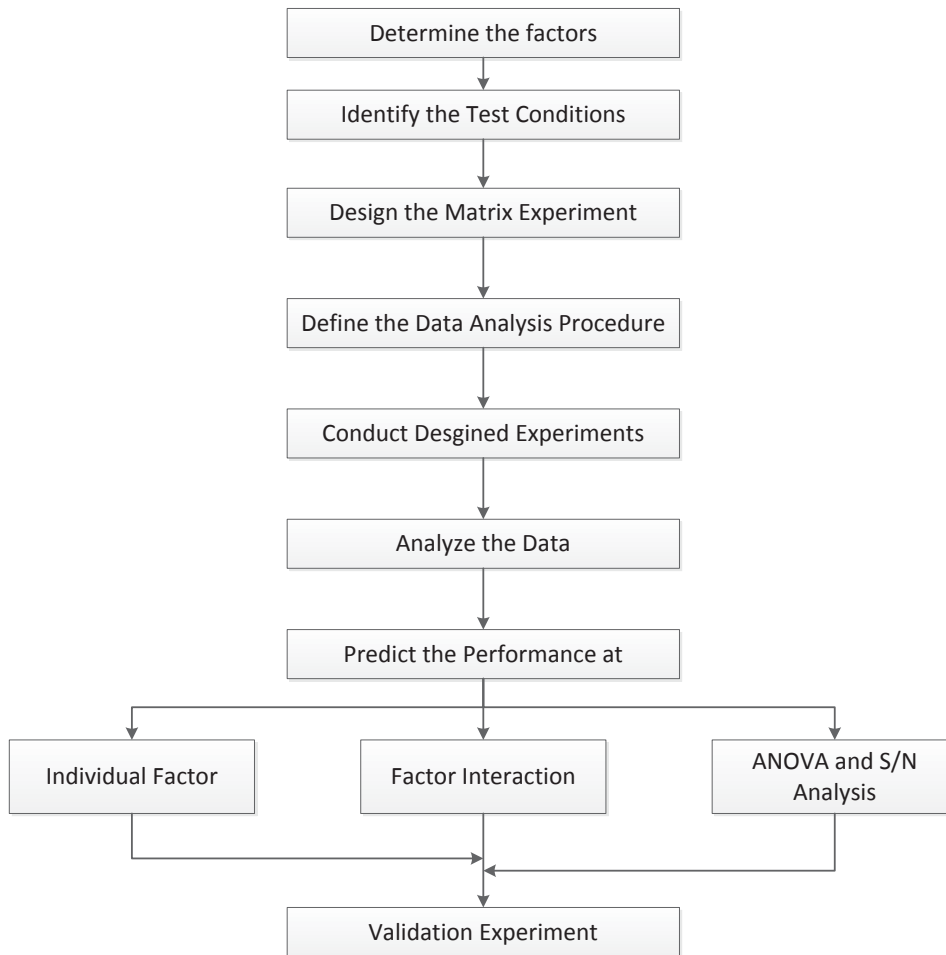 Determine the factors
Identify the Test Conditions
Design the Matrix Experiment
Define the Data Analysis Procedure
Conduct Desgined Experiments
Analyze the Data
Predict the Performance at
Individual Factor
Factor Interaction
ANOVA and S/N
Analysis
Validation Experiment